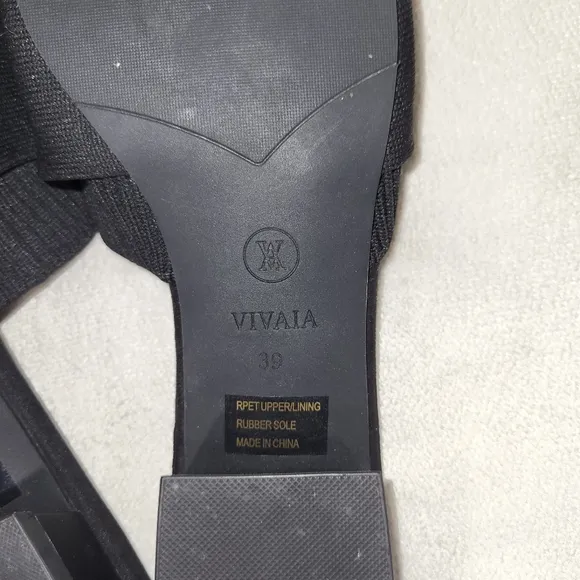 VIVAIA
39
RPET UPPER/LINING
RUBBER SOLE
MADE IN CHINA